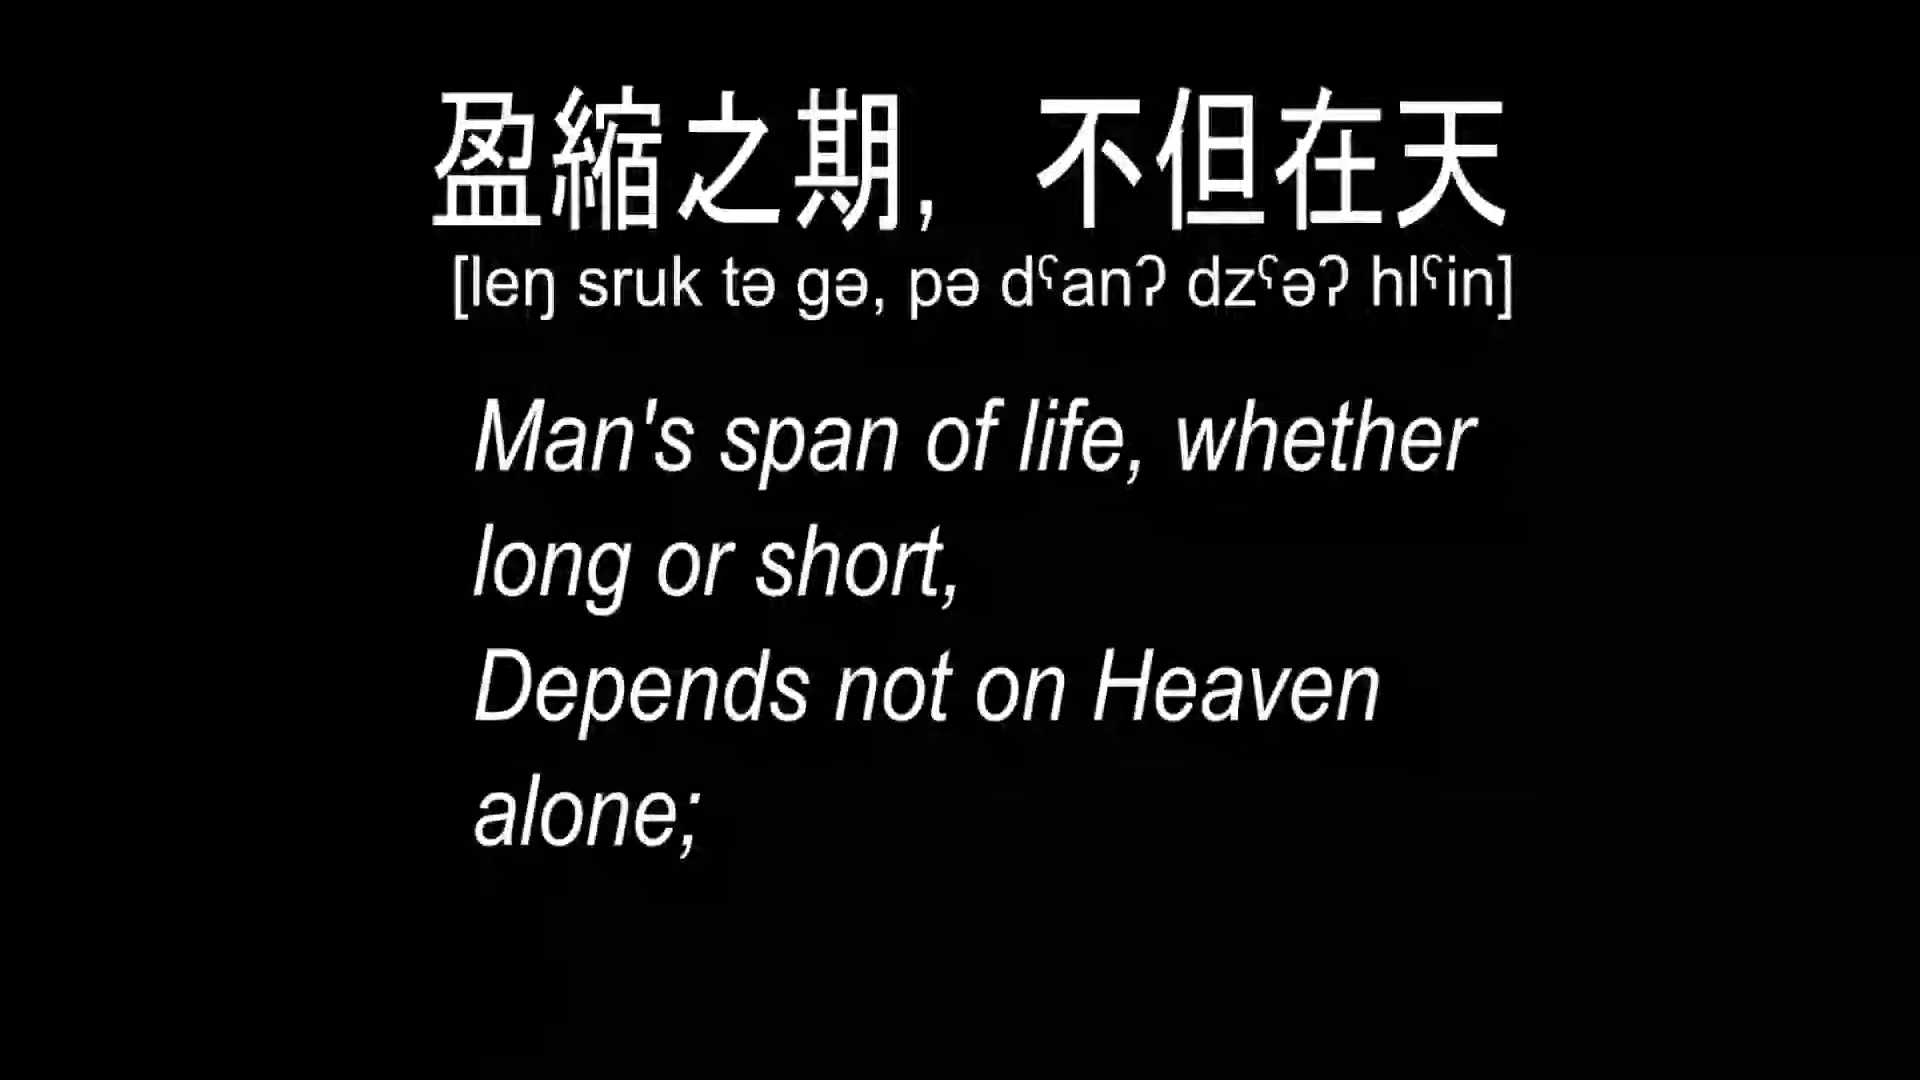 盈縮之期，不但在天
[leŋ sruk tə gə, pə dˤanʔ dzˤəʔ hlˤin]
Man's span of life, whether
long or short,
Depends not on Heaven
alone;